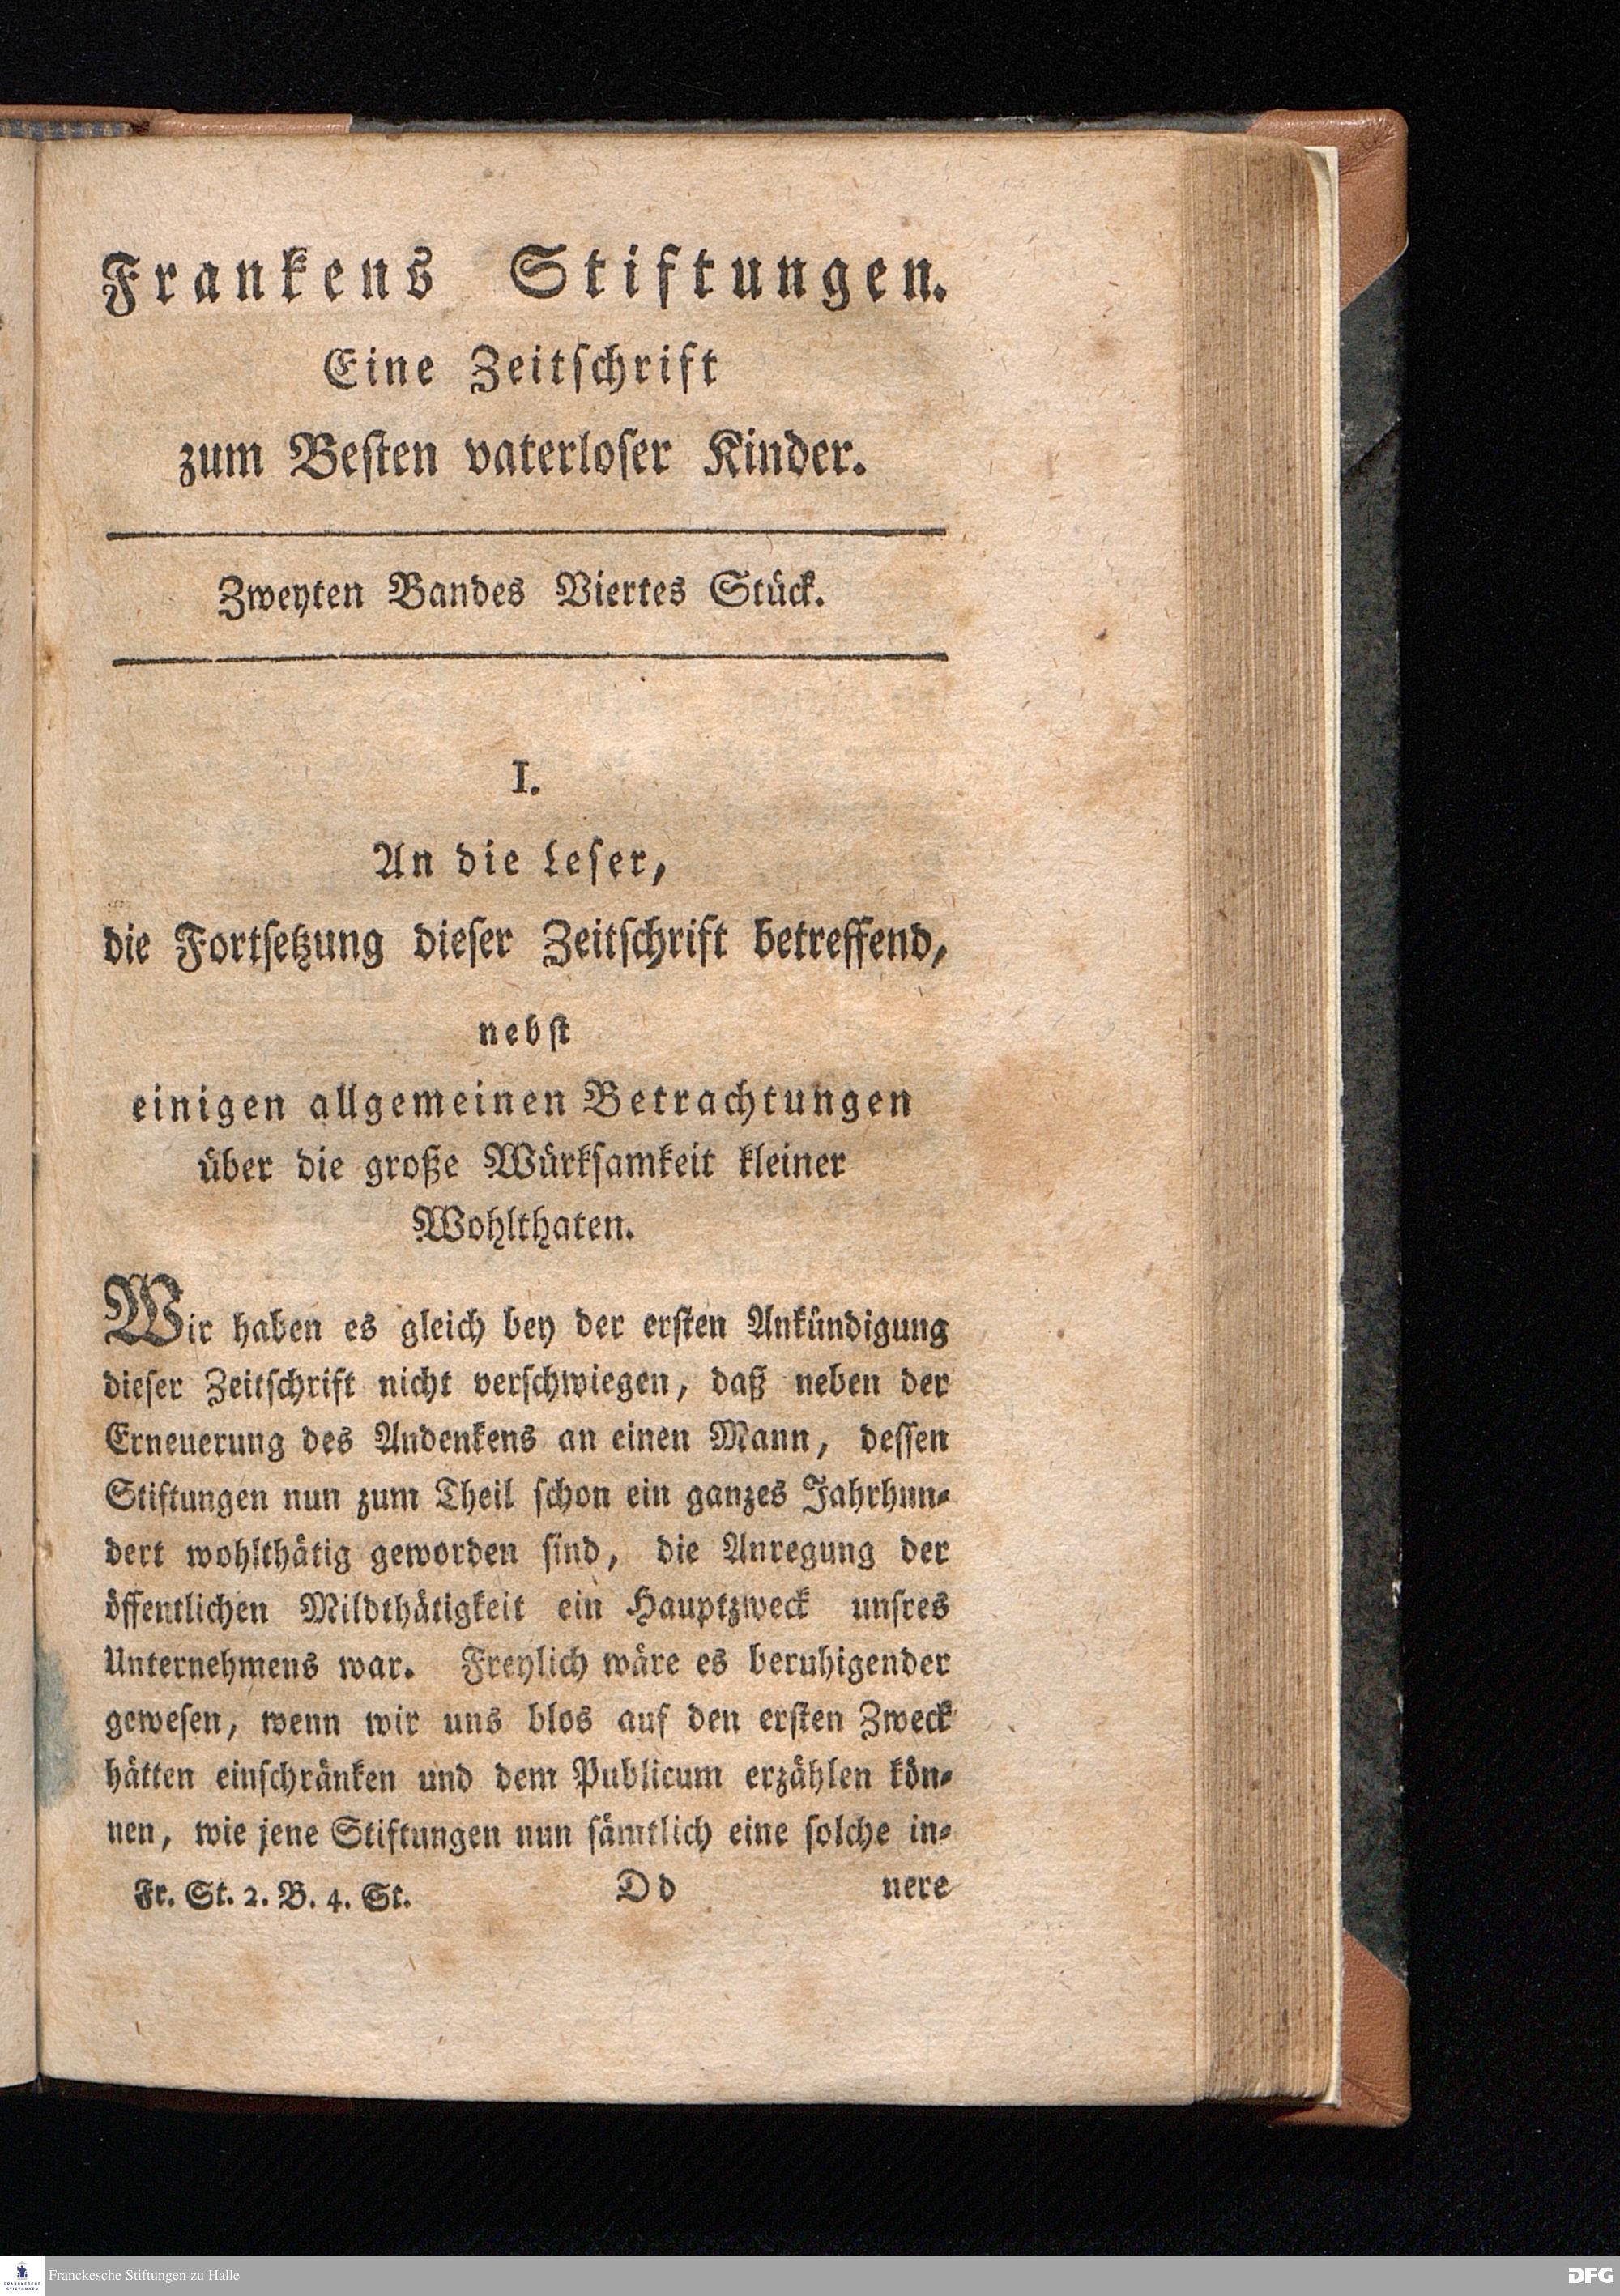 Frankens Stiftungen.
Eine Zeitschrift
zum Besten vaterloser Kinder.
Zweyten Bandes Viertes Stück.
I.
An die Leser,
die Fortsetzung dieser Zeitschrift betreffend,
nebst
einigen allgemeinen Betrachtungen
über die große Würksamkeit kleiner
Wohlthaten.
Wir haben es gleich bey der ersten Ankündigung
dieser Zeitschrift nicht verschwiegen, daß neben der
Erneuerung des Andenkens an einen Mann, dessen
Stiftungen nun zum Theil schon ein ganzes Jahrhun-
dert wohlthätig geworden sind, die Anregung der
öffentlichen Mildthätigkeit ein Hauptzweck unsres
Unternehmens war. Freylich wäre es beruhigender
gewesen, wenn wir uns blos auf den ersten Zweck
hätten einschränken und dem Publicum erzählen kön-
nen, wie jene Stiftungen nun sämtlich eine solche in-
Fr. St. 2. B. 4. St. Dd nere
FRANCKESCHE STIFTUNGEN Franckesche Stiftungen zu Halle DFG